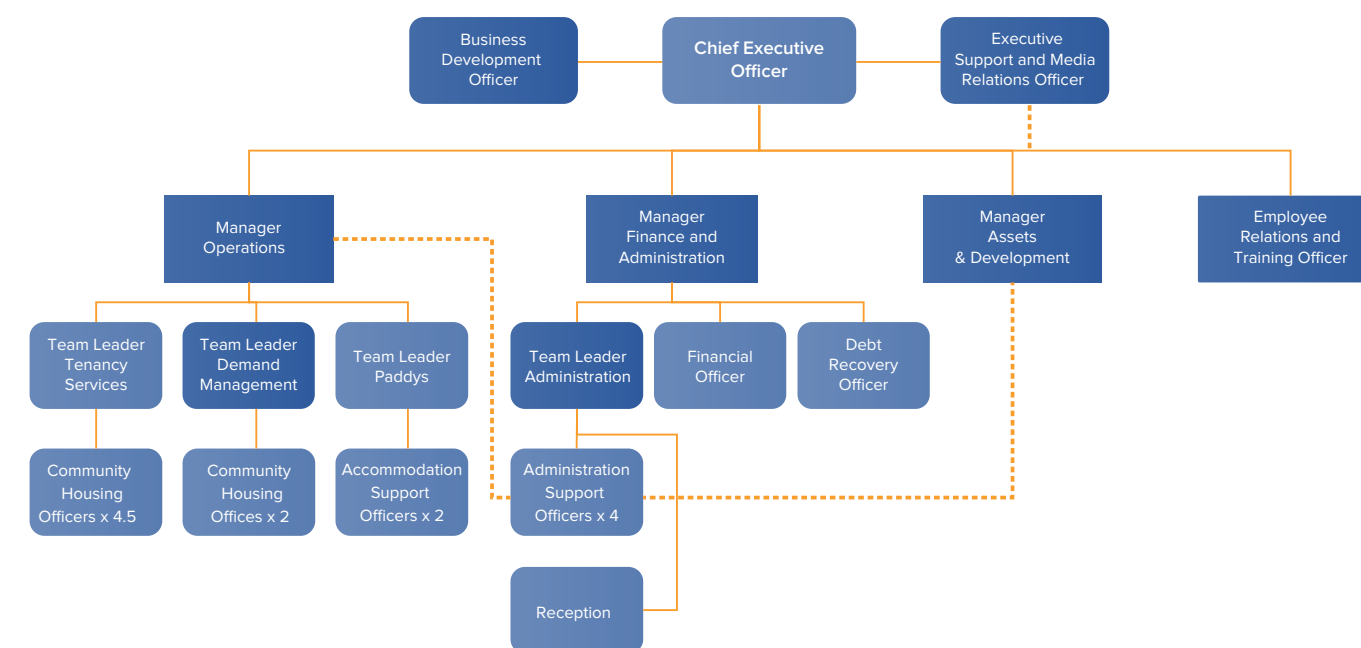 Business
Development
Officer
Chief Executive
Officer
Executive
Support and Media
Relations Officer
Manager
Operations
Manager
Finance and
Administration
Manager
Assets
& Development
Employee
Relations and
Training Officer
Team Leader
Tenancy
Services
Team Leader
Demand
Management
Team Leader
Paddys
Team Leader
Administration
Financial
Officer
Debt
Recovery
Officer
Community
Housing
Officers x 4.5
Community
Housing
Offices x 2
Accommodation
Support
Officers x 2
Administration
Support
Officers x 4
Reception